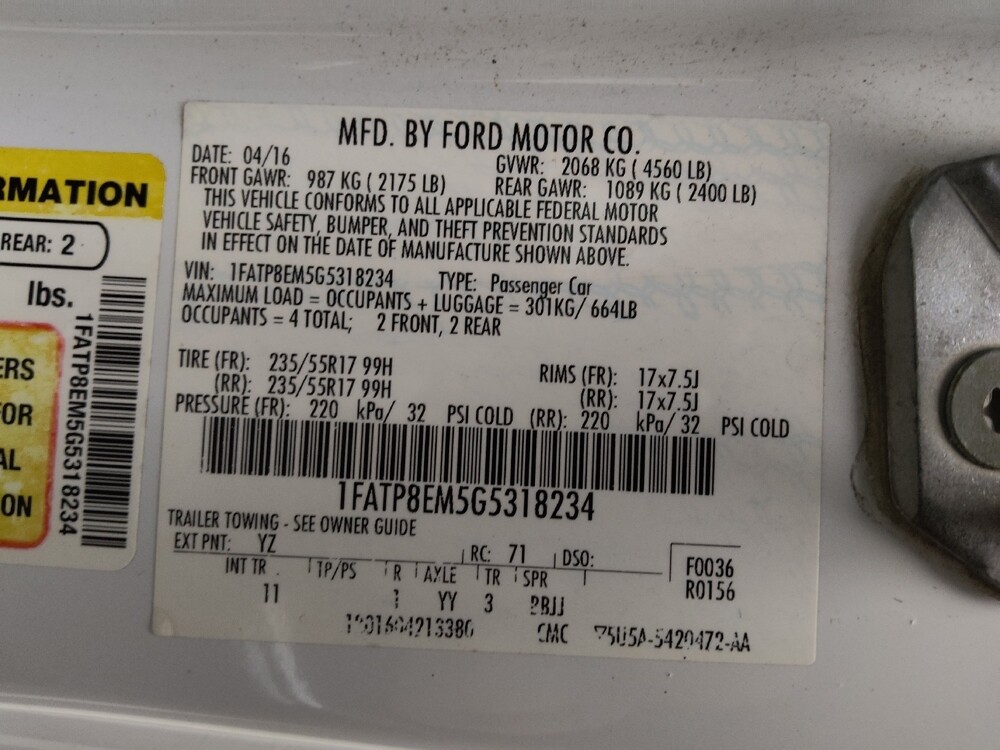 RMATION
REAR: 2
lbs.
1FATP8EM5G5318234
ERS
FOR
AL
ON
MFD. BY FORD MOTOR CO.
DATE: 04/16 GVWR: 2068 KG ( 4560 LB)
FRONT GAWR: 987 KG ( 2175 LB) REAR GAWR: 1089 KG ( 2400 LB)
THIS VEHICLE CONFORMS TO ALL APPLICABLE FEDERAL MOTOR
VEHICLE SAFETY, BUMPER, AND THEFT PREVENTION STANDARDS
IN EFFECT ON THE DATE OF MANUFACTURE SHOWN ABOVE.
VIN: 1FATP8EM5G5318234 TYPE: Passenger Car
MAXIMUM LOAD = OCCUPANTS + LUGGAGE = 301KG/ 664LB
OCCUPANTS = 4 TOTAL; 2 FRONT, 2 REAR
TIRE (FR): 235/55R17 99H RIMS (FR): 17x7.5J
(RR): 235/55R17 99H (RR): 17x7.5J
PRESSURE (FR): 220 kPa/ 32 PSI COLD (RR): 220 kPa/ 32 PSI COLD
1FATP8EM5G5318234
TRAILER TOWING - SEE OWNER GUIDE
EXT PNT: YZ RC: 71 DSO: F0036
INT TR TP/PS R AXLE TR SPR R0156
11 1 YY 3 BBJJ
CMC